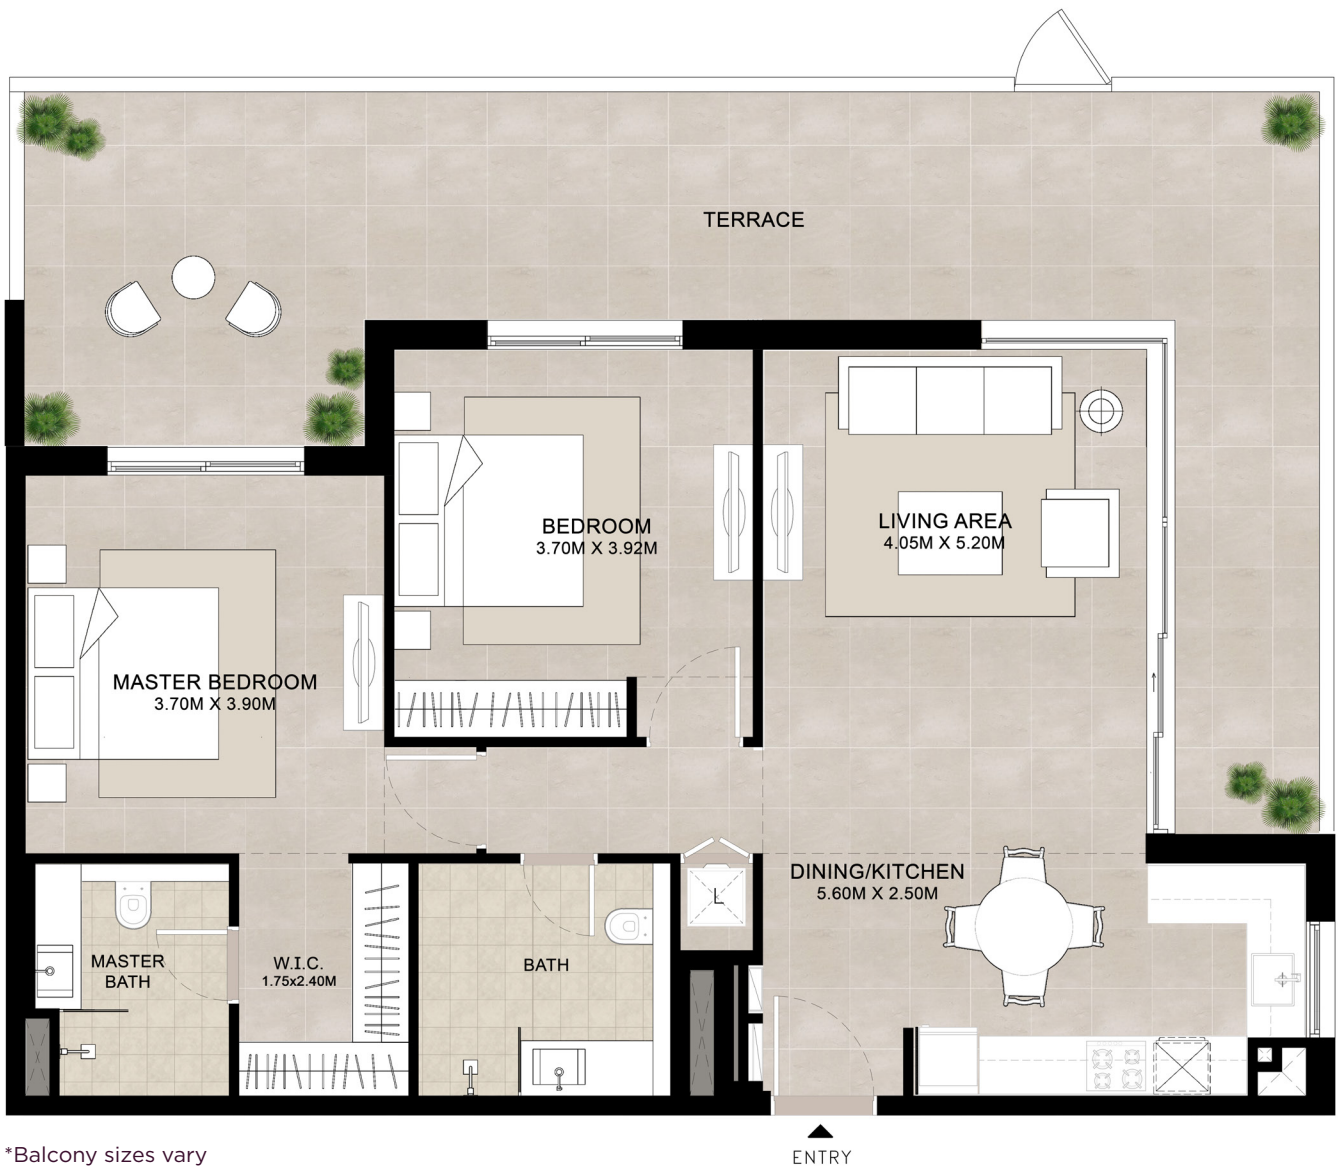 TERRACE
BEDROOM
3.70M X 3.92M
LIVING AREA
4.05M X 5.20M
MASTER BEDROOM
3.70M X 3.90M
DINING/KITCHEN
5.60M X 2.50M
L
MASTER
BATH
W.I.C.
1.75x2.40M
BATH
*Balcony sizes vary
ENTRY